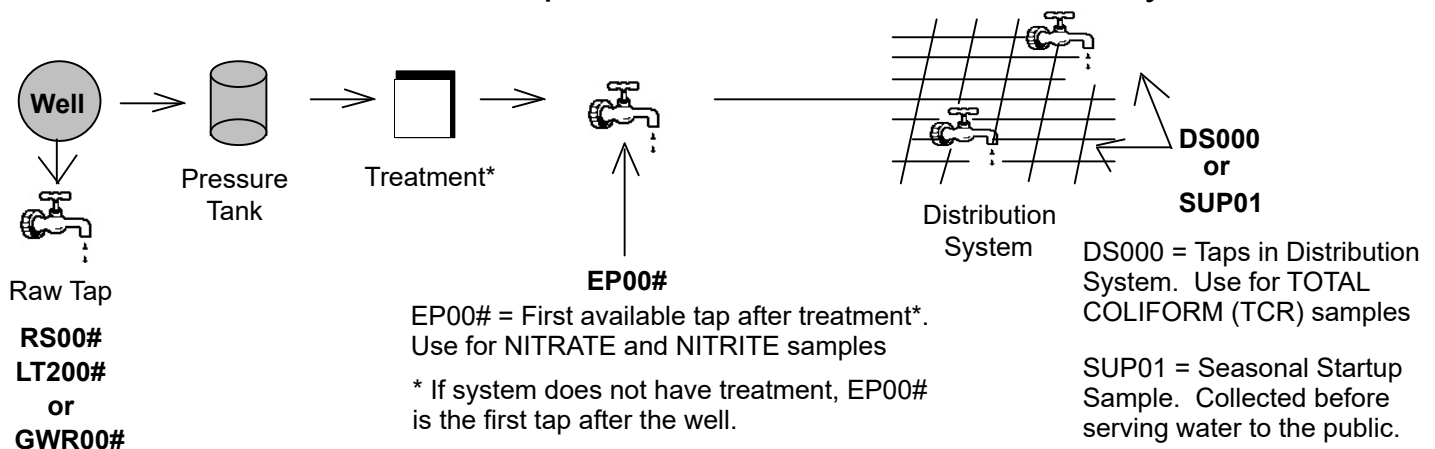 Well
Pressure
Tank
Treatment*
Raw Tap
RS00#
LT200#
or
GWR00#
EP00#
EP00# = First available tap after treatment*.
Use for NITRATE and NITRITE samples
* If system does not have treatment, EP00#
is the first tap after the well.
Distribution
System
DS000
or
SUP01
DS000 = Taps in Distribution
System. Use for TOTAL
COLIFORM (TCR) samples
SUP01 = Seasonal Startup
Sample. Collected before
serving water to the public.